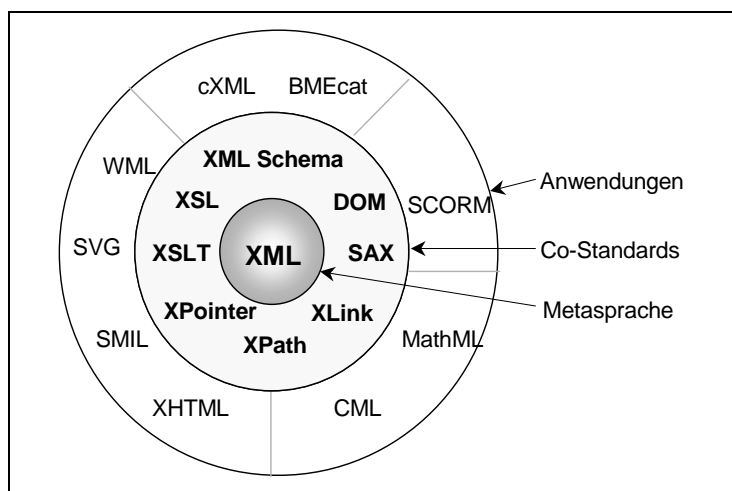 cXML BMEcat
WML
XML Schema
Anwendungen
XSL
DOM
SCORM
SVG
XSLT
XML
SAX
Co-Standards
XPointer
XLink
Metasprache
SMIL
XPath
MathML
XHTML
CML